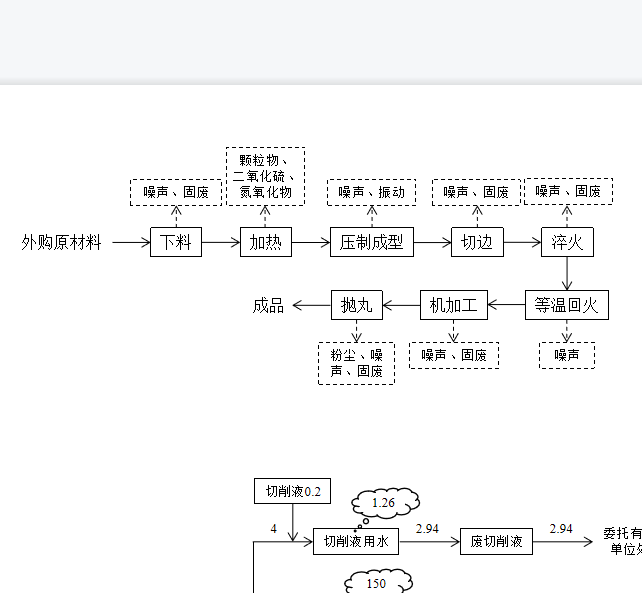 颗粒物、
二氧化硫、
氮氧化物
噪声、固废
噪声、振动
噪声、固废
噪声、固废
外购原材料
下料
加热
压制成型
切边
淬火
成品
抛丸
机加工
等温回火
粉尘、噪
声、固废
噪声、固废
噪声
切削液0.2
1.26
4
切削液用水
2.94
废切削液
2.94
委托有
单位
150